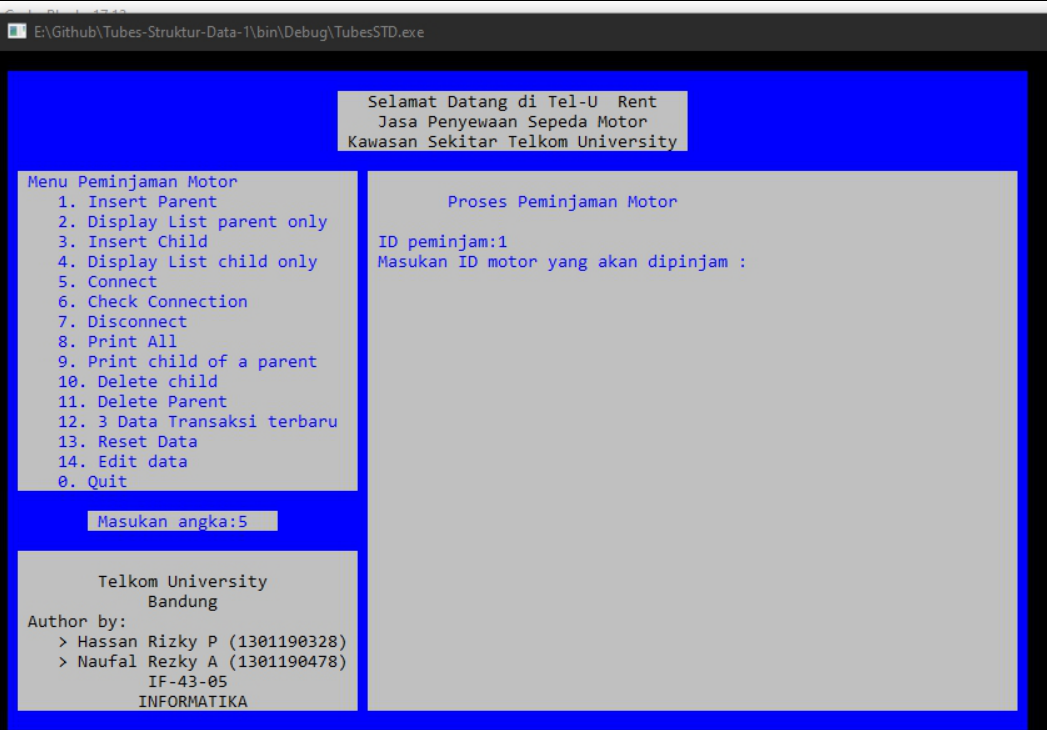 E:\Github\Tubes-Struktur-Data-1\bin\Debug\TubesSTD.exe
Selamat Datang di Tel-U  Rent
Jasa Penyewaan Sepeda Motor
Kawasan Sekitar Telkom University
Menu Peminjaman Motor
1. Insert Parent
2. Display List parent only
3. Insert Child
4. Display List child only
5. Connect
6. Check Connection
7. Disconnect
8. Print All
9. Print child of a parent
10. Delete child
11. Delete Parent
12. 3 Data Transaksi terbaru
13. Reset Data
14. Edit data
0. Quit
Masukan angka:5
Proses Peminjaman Motor
ID peminjam:1
Masukan ID motor yang akan dipinjam :
Telkom University
Bandung
Author by:
> Hassan Rizky P (1301190328)
> Naufal Rezky A (1301190478)
IF-43-05
INFORMATIKA